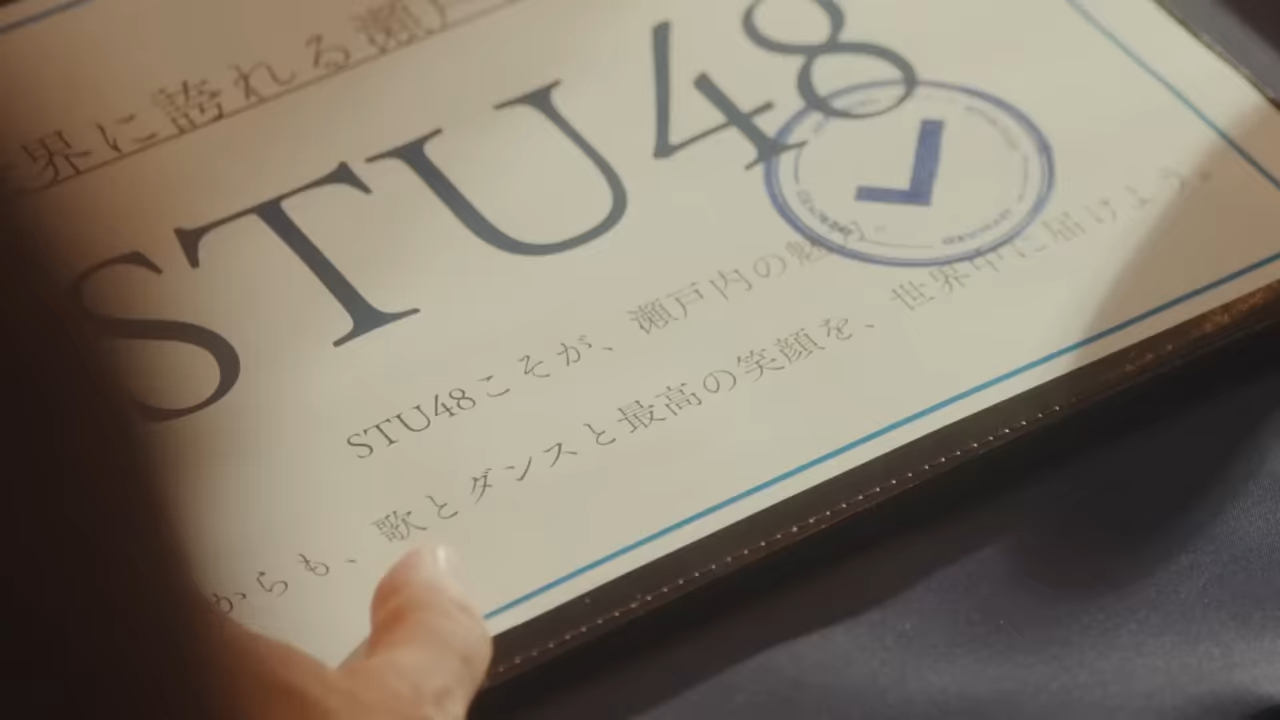 界に誇れる瀬戸
STU48
STU48こそが、瀬戸内の魅力。
からも、歌とダンスと最高の笑顔を、世界中に届けよう。